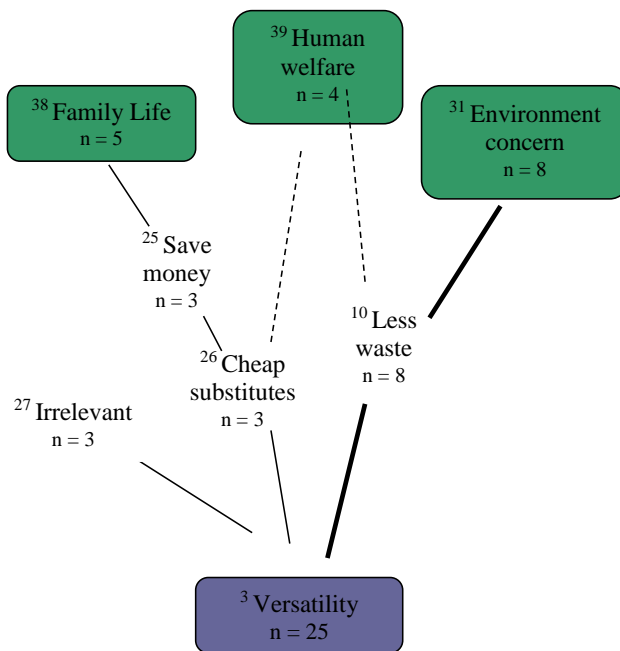 39 Human
welfare
n = 4
38 Family Life
n = 5
31 Environment
concern
n = 8
25 Save
money
n = 3
10 Less
waste
n = 8
26 Cheap
substitutes
n = 3
27 Irrelevant
n = 3
3 Versatility
n = 25